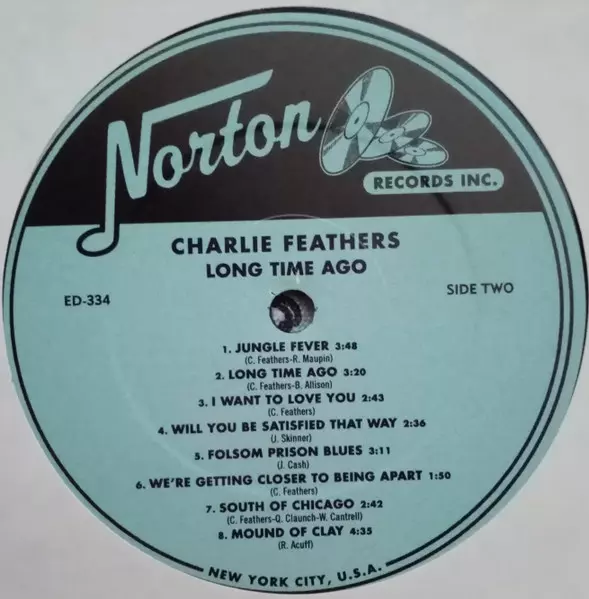 Norton
RECORDS INC.
CHARLIE FEATHERS
LONG TIME AGO
ED-334
SIDE TWO
1. JUNGLE FEVER 3:48
(C. Feathers-R. Maupin)
2. LONG TIME AGO 3:20
(C. Feathers-B. Allison)
3. I WANT TO LOVE YOU 2:43
(C. Feathers)
4. WILL YOU BE SATISFIED THAT WAY 2:36
(J. Skinner)
5. FOLSOM PRISON BLUES 3:11
(J. Cash)
6. WE'RE GETTING CLOSER TO BEING APART 1:50
(C. Feathers)
7. SOUTH OF CHICAGO 2:42
(C. Feathers-Q. Claunch-W. Cantrell)
8. MOUND OF CLAY 4:35
(R. Acuff)
NEW YORK CITY, U.S.A.